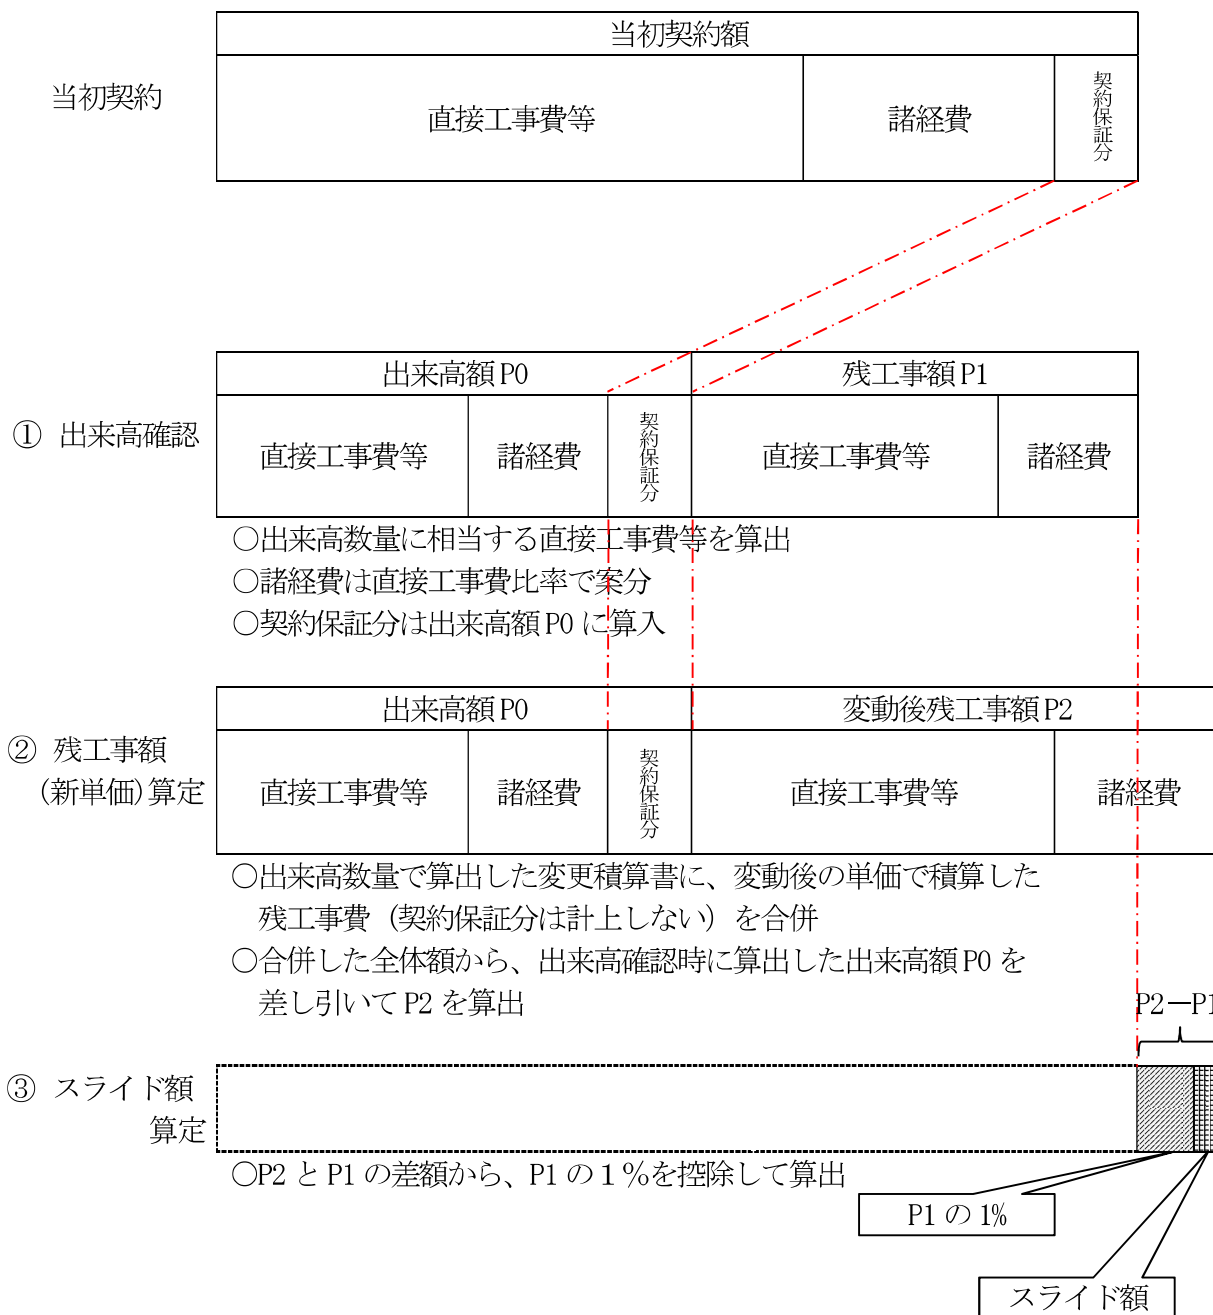 当初契約額
当初契約
直接工事費等
諸経費
契約保証分
出来高額P0
残工事額P1
① 出来高確認
直接工事費等
諸経費
契約保証分
直接工事費等
諸経費
○出来高数量に相当する直接工事費等を算出
○諸経費は直接工事費比率で案分
○契約保証分は出来高額P0に算入
出来高額P0
変動後残工事額P2
② 残工事額
(新単価)算定
直接工事費等
諸経費
契約保証分
直接工事費等
諸経費
○出来高数量で算出した変更積算書に、変動後の単価で積算した
残工事費（契約保証分は計上しない）を合併
○合併した全体額から、出来高確認時に算出した出来高額P0を
差し引いてP2を算出
P2－P1
③ スライド額
算定
○P2とP1の差額から、P1の１％を控除して算出
P1の1%
スライド額